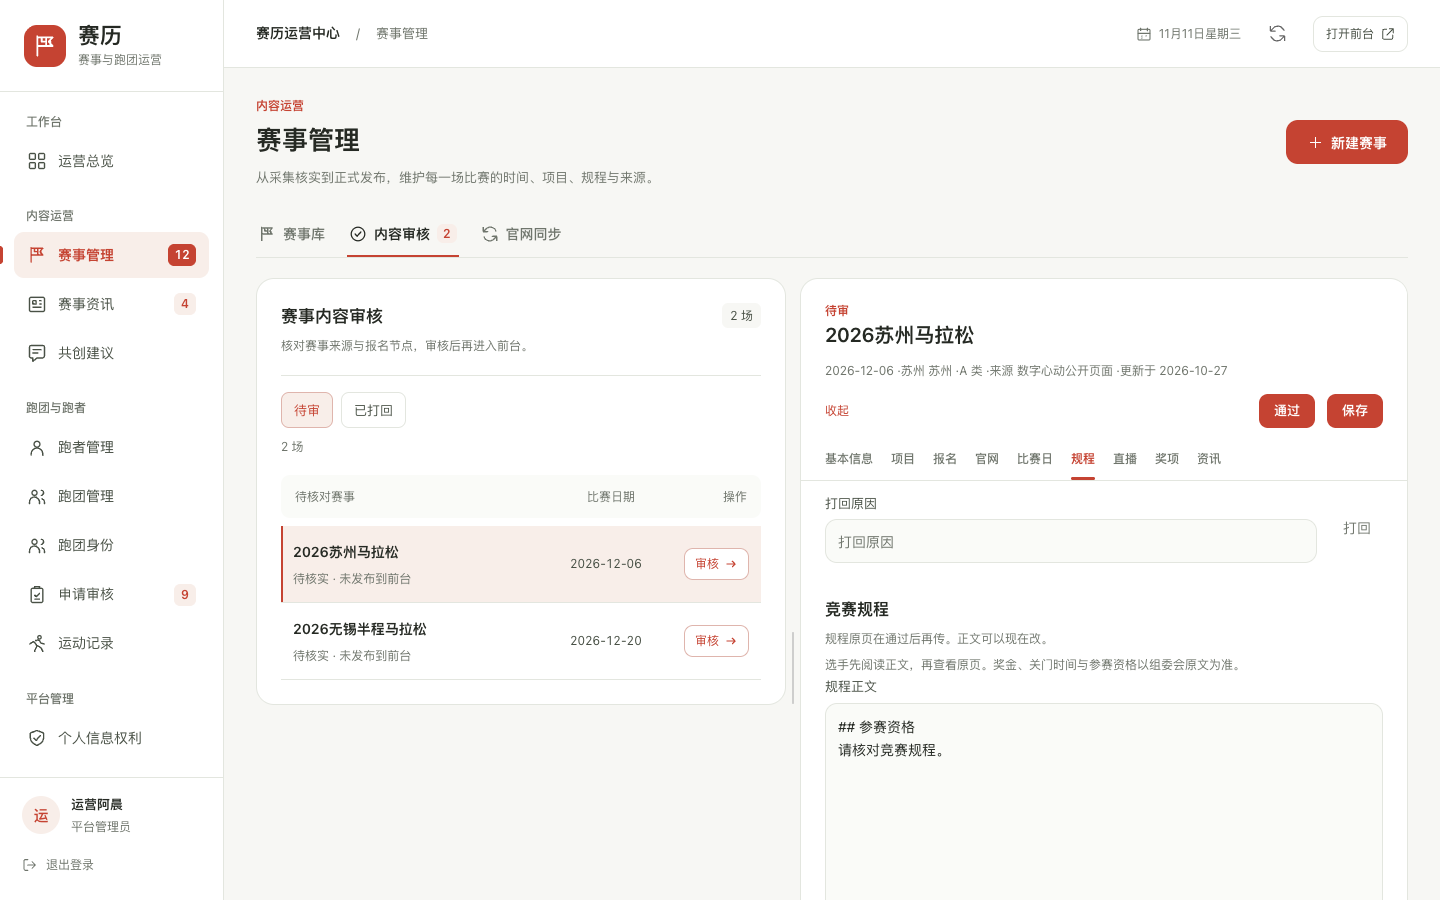 赛历
赛事与跑团运营
工作台
运营总览
内容运营
赛事管理 12
赛事资讯 4
共创建议
跑团与跑者
跑者管理
跑团管理
跑团身份
申请审核 9
运动记录
平台管理
个人信息权利
运 运营阿晨
平台管理员
退出登录
赛历运营中心 / 赛事管理
11月11日星期三
打开前台
内容运营
赛事管理
从采集核实到正式发布，维护每一场比赛的时间、项目、规程与来源。
新建赛事
赛事库 内容审核 2 官网同步
赛事内容审核 2 场
核对赛事来源与报名节点，审核后再进入前台。
待审 已打回
2 场
待核对赛事 比赛日期 操作
2026苏州马拉松 2026-12-06 审核 →
待核实 · 未发布到前台
2026无锡半程马拉松 2026-12-20 审核 →
待核实 · 未发布到前台
待审
2026苏州马拉松
2026-12-06 ·苏州 苏州 ·A 类 ·来源 数字心动公开页面 ·更新于 2026-10-27
收起 通过 保存
基本信息 项目 报名 官网 比赛日 规程 直播 奖项 资讯
打回原因
打回原因 打回
竞赛规程
规程原页在通过后再传。正文可以现在改。
选手先阅读正文，再查看原页。奖金、关门时间与参赛资格以组委会原文为准。
规程正文
## 参赛资格
请核对竞赛规程。